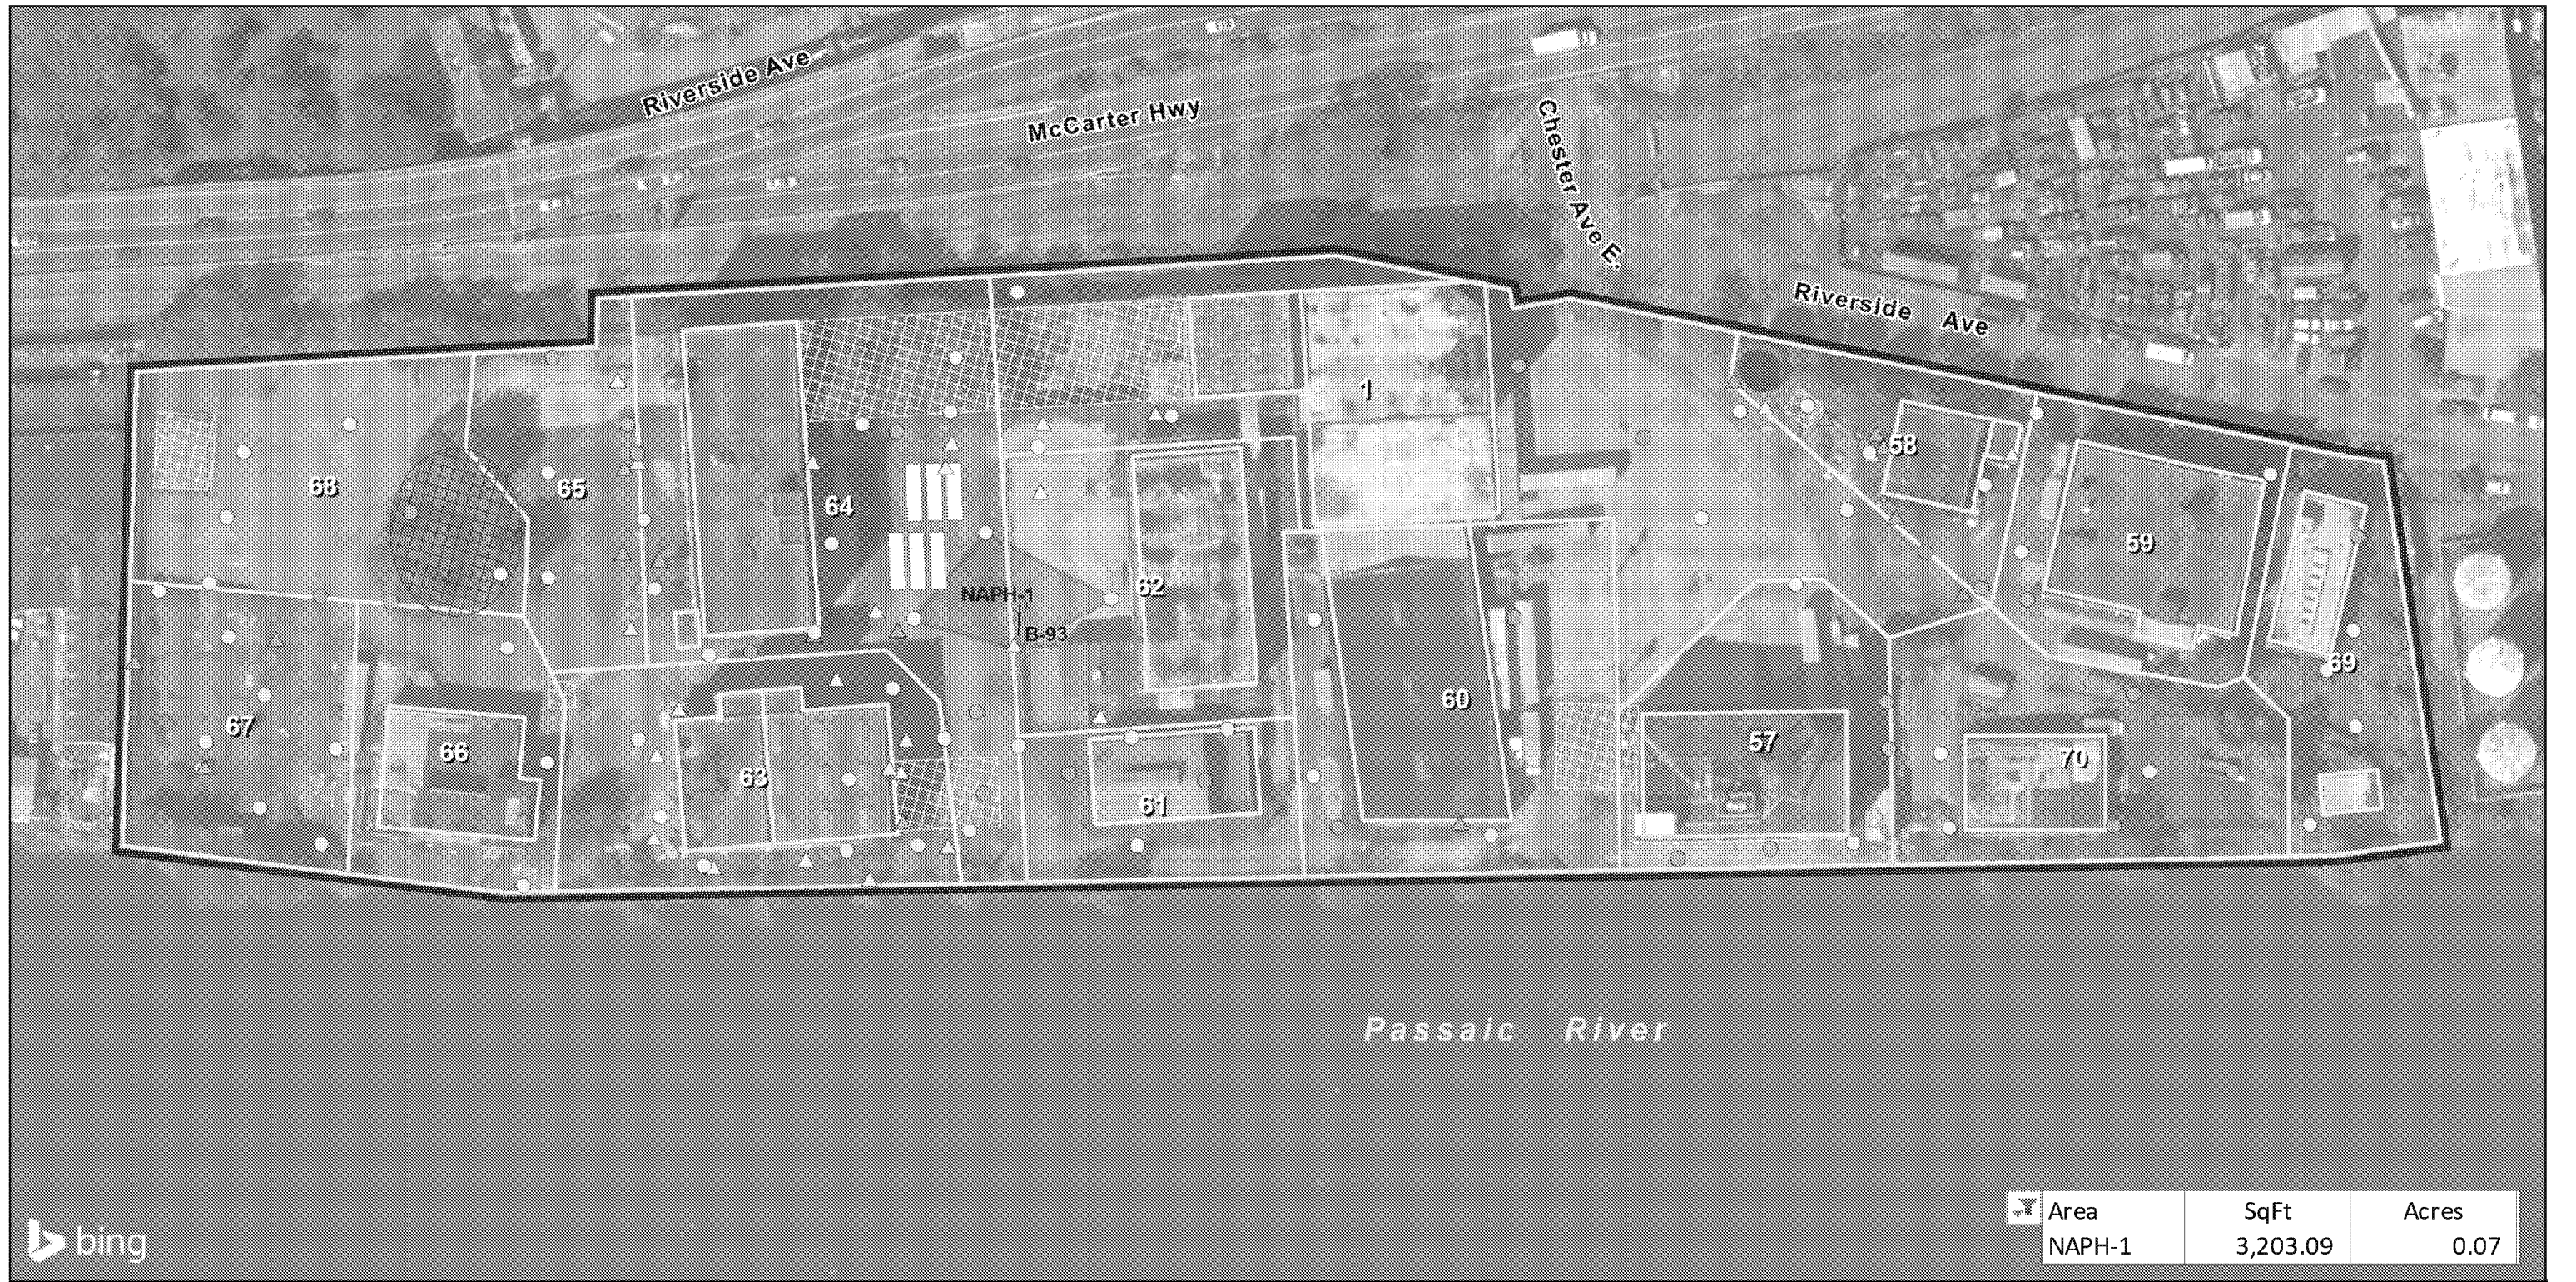 Riverside Ave
McCarter Hwy
Chester Ave E.
Riverside Ave
1
58
68
65
64
59
62
NAPH-1
B-93
69
60
67
66
63
61
57
70
Passaic River
bing
Area SqFt Acres
NAPH-1 3,203.09 0.07